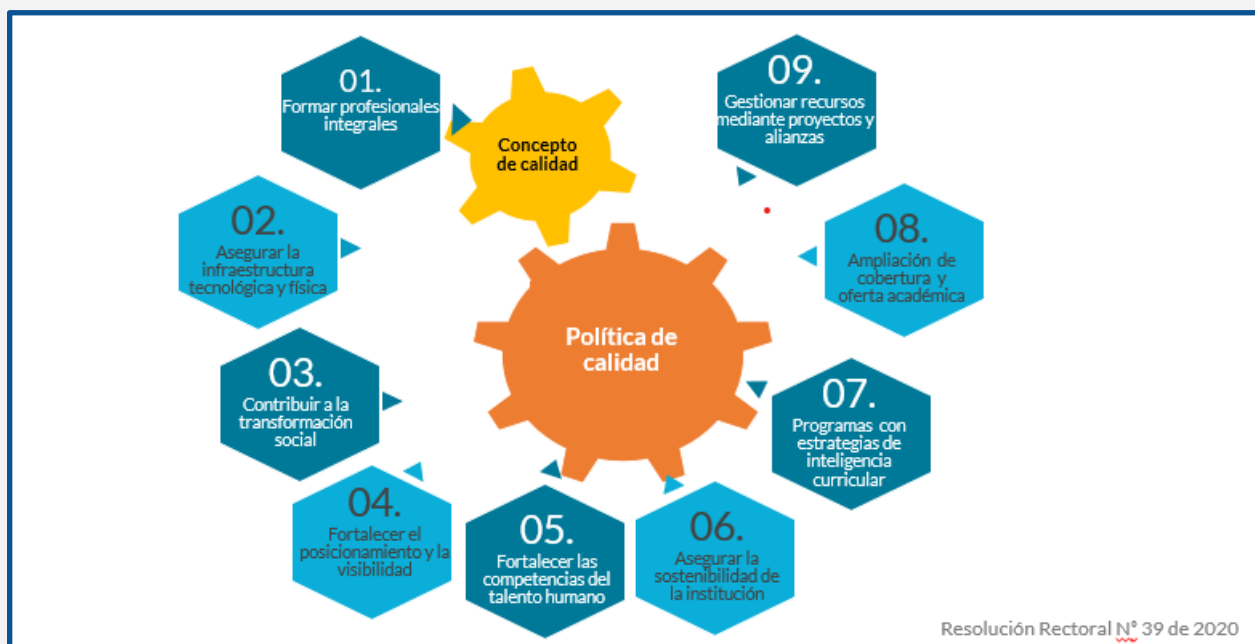 01.
Formar profesionales
integrales
Concepto
de calidad
09.
Gestionar recursos
mediante proyectos y
alianzas
02.
Asegurar la
infraestructura
tecnológica y física
08.
Ampliación de
cobertura y
oferta académica
Política de
calidad
03.
Contribuir a la
transformación
social
07.
Programas con
estrategias de
inteligencia
curricular
04.
Fortalecer el
posicionamiento y la
visibilidad
05.
Fortalecer las
competencias del
talento humano
06.
Asegurar la
sostenibilidad de
la institución
Resolución Rectoral N° 39 de 2020